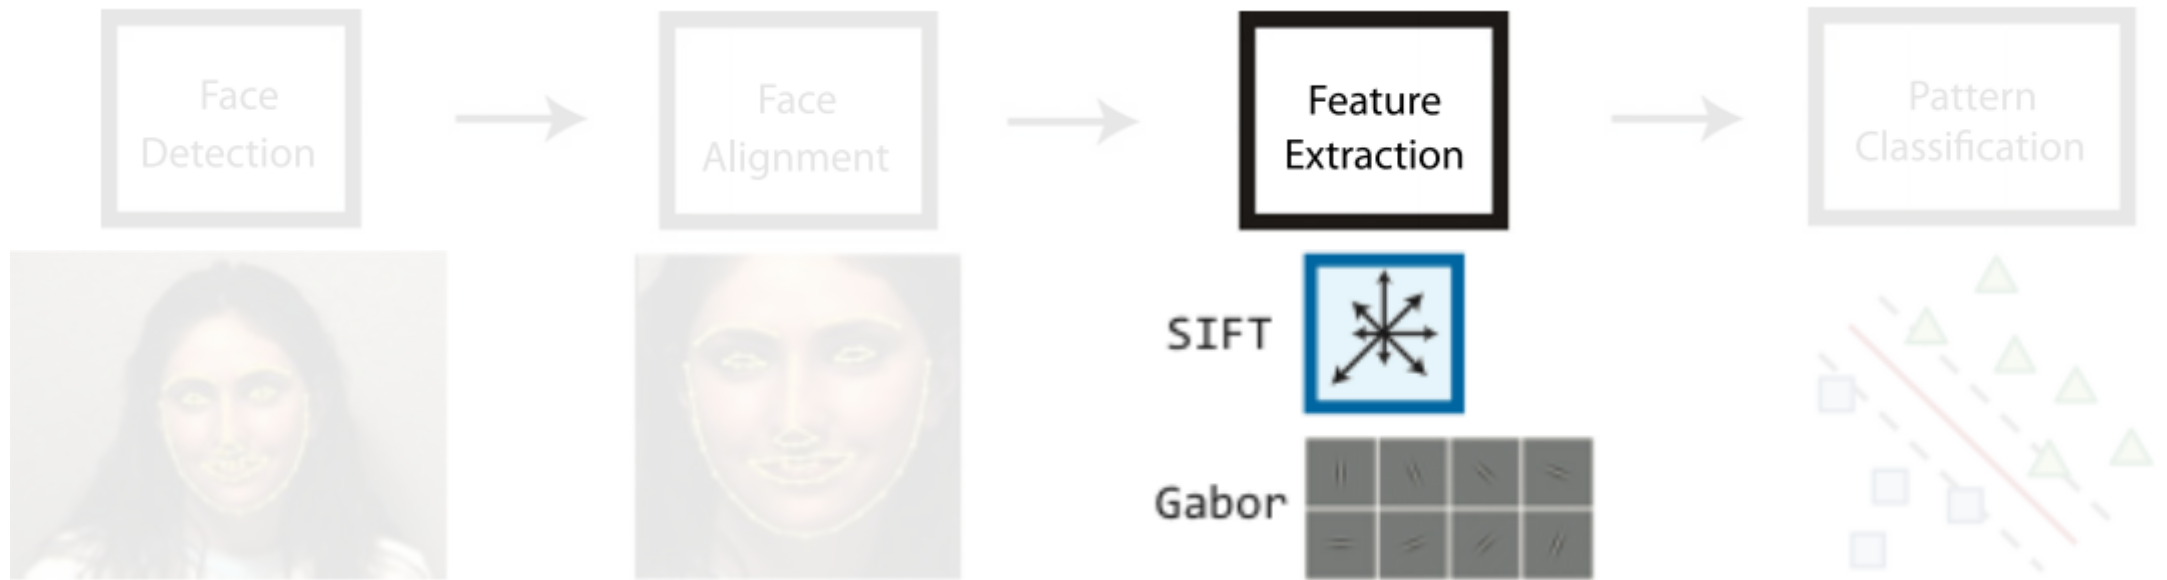 Face
Detection
Face
Alignment
Feature
Extraction
Pattern
Classification
SIFT
Gabor